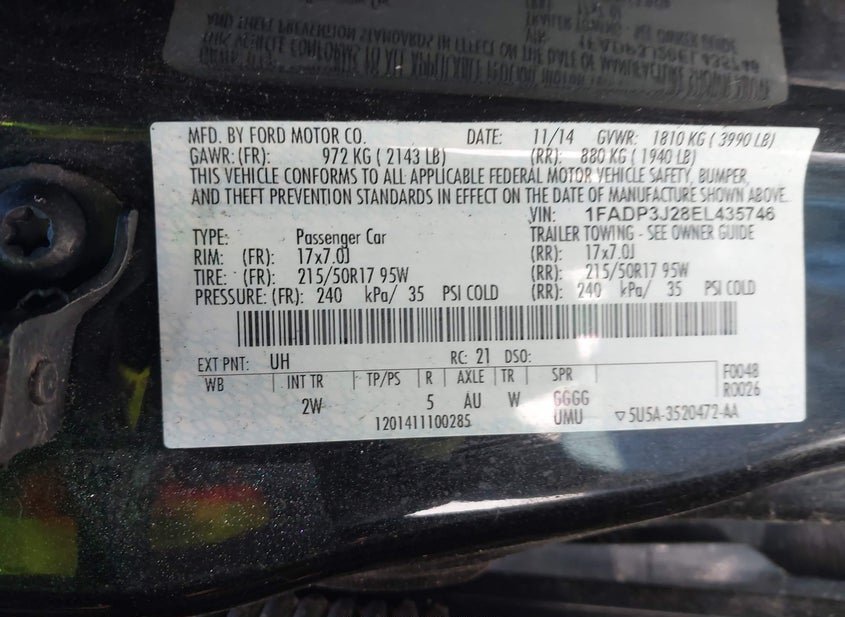 MFD. BY FORD MOTOR CO. DATE: 11/14 GVWR: 1810 KG ( 3990 LB)
GAWR: (FR): 972 KG ( 2143 LB) (RR): 880 KG ( 1940 LB)
THIS VEHICLE CONFORMS TO ALL APPLICABLE FEDERAL MOTOR VEHICLE SAFETY, BUMPER,
AND THEFT PREVENTION STANDARDS IN EFFECT ON THE DATE OF MANUFACTURE SHOWN ABOVE.
VIN: 1FADP3J28EL435746
TYPE: Passenger Car TRAILER TOWING - SEE OWNER GUIDE
RIM: (FR): 17x7.0J (RR): 17x7.0J
TIRE: (FR): 215/50R17 95W (RR): 215/50R17 95W
PRESSURE: (FR): 240 kPa/ 35 PSI COLD (RR): 240 kPa/ 35 PSI COLD
EXT PNT: UH RC: 21 DSO:
WB INT TR TP/PS R AXLE TR SPR F0048
R0026
2W 5 AU W GGGG
1201411100285 UMU ▽5U5A-3520472-AA